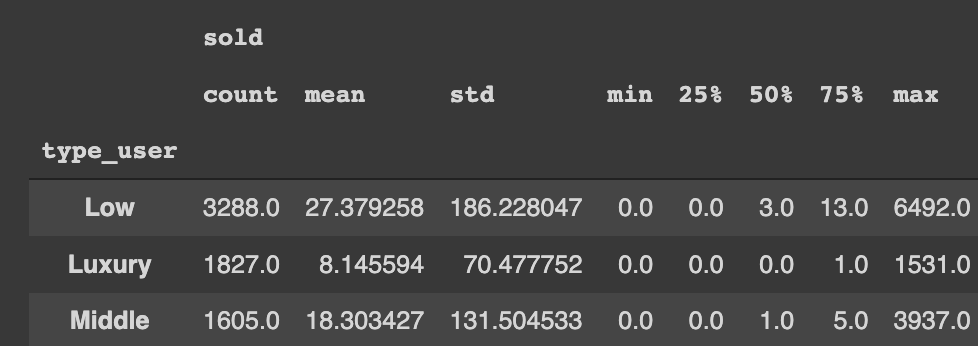 sold
count mean std min 25% 50% 75% max
type_user
Low 3288.0 27.379258 186.228047 0.0 0.0 3.0 13.0 6492.0
Luxury 1827.0 8.145594 70.477752 0.0 0.0 0.0 1.0 1531.0
Middle 1605.0 18.303427 131.504533 0.0 0.0 1.0 5.0 3937.0